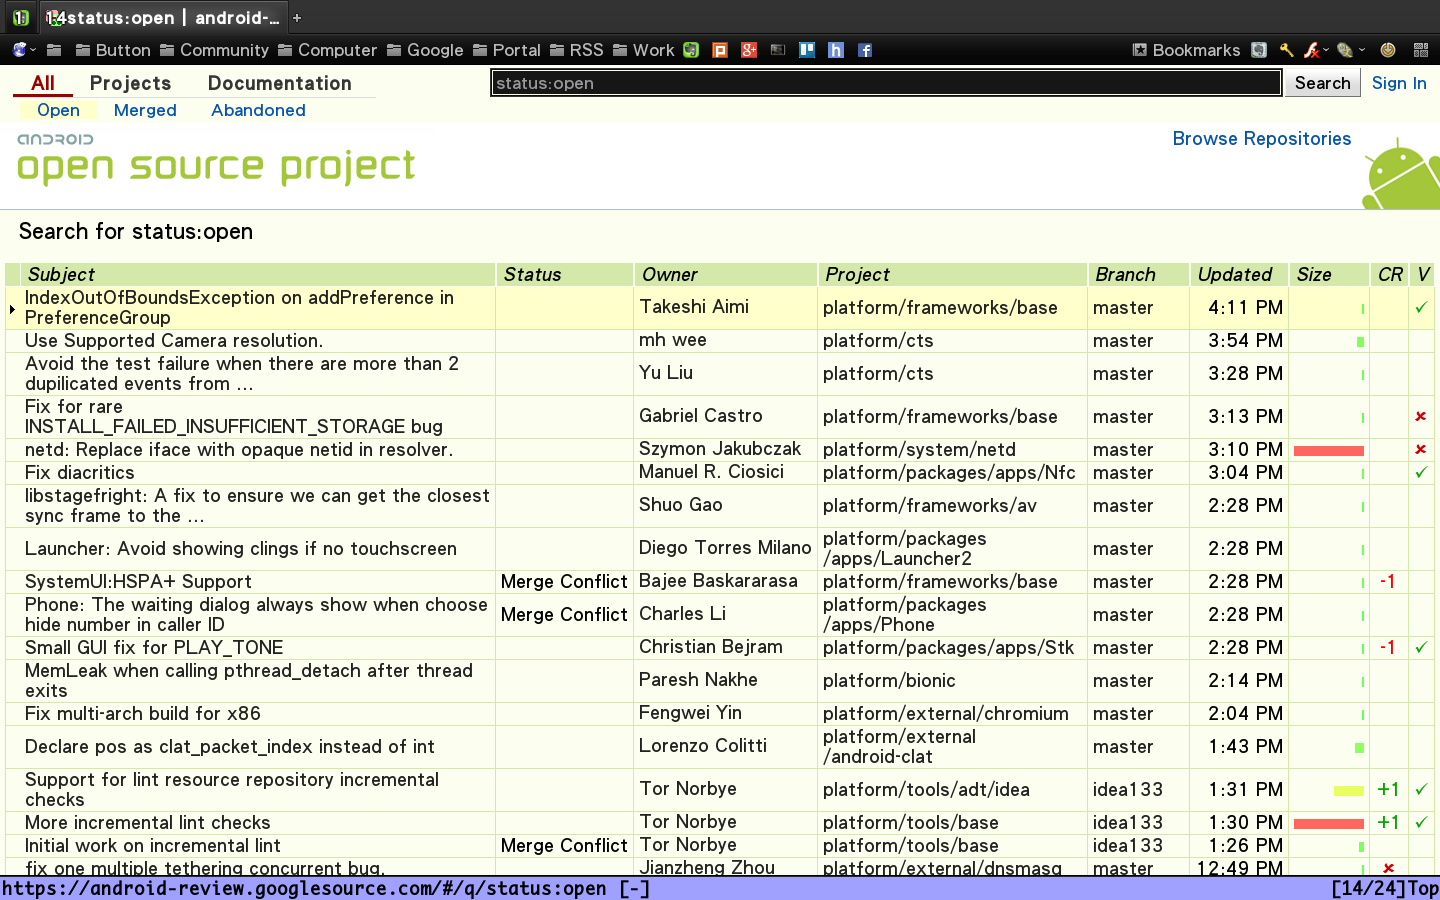 1 14status:open | android-… +
Button Community Computer Google Portal RSS Work Bookmarks
All Projects Documentation status:open Search Sign In
Open Merged Abandoned
Browse Repositories
android
open source project
Search for status:open
Subject Status Owner Project Branch Updated Size CR V
IndexOutOfBoundsException on addPreference in
PreferenceGroup Takeshi Aimi platform/frameworks/base master 4:11 PM ✓
Use Supported Camera resolution. mh wee platform/cts master 3:54 PM
Avoid the test failure when there are more than 2
dupilicated events from … Yu Liu platform/cts master 3:28 PM
Fix for rare
INSTALL_FAILED_INSUFFICIENT_STORAGE bug Gabriel Castro platform/frameworks/base master 3:13 PM ✘
netd: Replace iface with opaque netid in resolver. Szymon Jakubczak platform/system/netd master 3:10 PM ✘
Fix diacritics Manuel R. Ciosici platform/packages/apps/Nfc master 3:04 PM ✓
libstagefright: A fix to ensure we can get the closest
sync frame to the … Shuo Gao platform/frameworks/av master 2:28 PM
Launcher: Avoid showing clings if no touchscreen Diego Torres Milano platform/packages
/apps/Launcher2 master 2:28 PM
SystemUI:HSPA+ Support Merge Conflict Bajee Baskararasa platform/frameworks/base master 2:28 PM -1
Phone: The waiting dialog always show when choose
hide number in caller ID Merge Conflict Charles Li platform/packages
/apps/Phone master 2:28 PM
Small GUI fix for PLAY_TONE Christian Bejram platform/packages/apps/Stk master 2:28 PM -1 ✓
MemLeak when calling pthread_detach after thread
exits Paresh Nakhe platform/bionic master 2:14 PM
Fix multi-arch build for x86 Fengwei Yin platform/external/chromium master 2:04 PM
Declare pos as clat_packet_index instead of int Lorenzo Colitti platform/external
/android-clat master 1:43 PM
Support for lint resource repository incremental
checks Tor Norbye platform/tools/adt/idea idea133 1:31 PM +1 ✓
More incremental lint checks Tor Norbye platform/tools/base idea133 1:30 PM +1 ✓
Initial work on incremental lint Merge Conflict Tor Norbye platform/tools/base idea133 1:26 PM
fix one multiple tethering concurrent bug. Jianzheng Zhou platform/external/dnsmasq master 12:49 PM ✘
https://android-review.googlesource.com/#/q/status:open [-] [14/24]Top